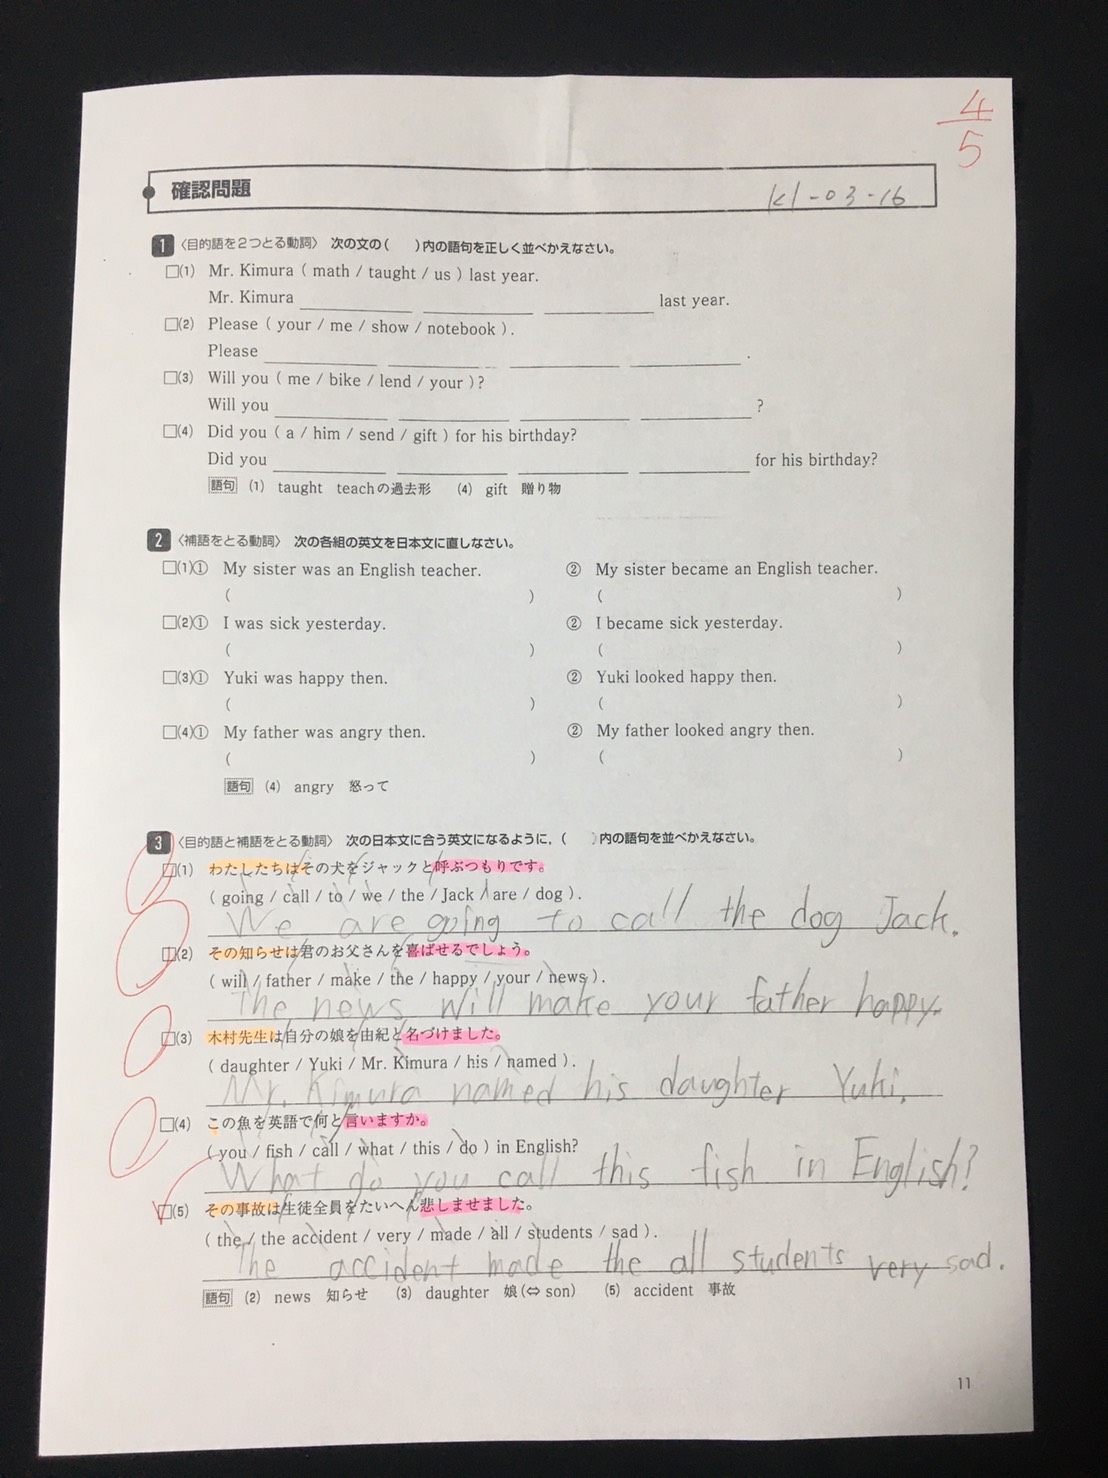 4
5
確認問題
k1-03-16
1 〈目的語を2つとる動詞〉 次の文の( )内の語句を正しく並べかえなさい。
□(1) Mr. Kimura ( math / taught / us ) last year.
Mr. Kimura last year.
□(2) Please ( your / me / show / notebook ).
Please .
□(3) Will you ( me / bike / lend / your )?
Will you ?
□(4) Did you ( a / him / send / gift ) for his birthday?
Did you for his birthday?
語句 (1) taught teachの過去形 (4) gift 贈り物
2 〈補語をとる動詞〉 次の各組の英文を日本文に直しなさい。
□(1)① My sister was an English teacher. ② My sister became an English teacher.
( ) ( )
□(2)① I was sick yesterday. ② I became sick yesterday.
( ) ( )
□(3)① Yuki was happy then. ② Yuki looked happy then.
( ) ( )
□(4)① My father was angry then. ② My father looked angry then.
( ) ( )
語句 (4) angry 怒って
3 〈目的語と補語をとる動詞〉 次の日本文に合う英文になるように，( )内の語句を並べかえなさい。
□(1) わたしたちはその犬をジャックと呼ぶつもりです。
( going / call / to / we / the / Jack / are / dog ).
We are going to call the dog Jack.
□(2) その知らせは君のお父さんを喜ばせるでしょう。
( will / father / make / the / happy / your / news ).
The news will make your father happy.
□(3) 木村先生は自分の娘を由紀と名づけました。
( daughter / Yuki / Mr. Kimura / his / named ).
Mr. Kimura named his daughter Yuki.
□(4) この魚を英語で何と言いますか。
( you / fish / call / what / this / do ) in English?
What do you call this fish in English?
□(5) その事故は生徒全員をたいへん悲しませました。
( the / the accident / very / made / all / students / sad ).
The accident made the all students very sad.
語句 (2) news 知らせ (3) daughter 娘(⇔son) (5) accident 事故
11